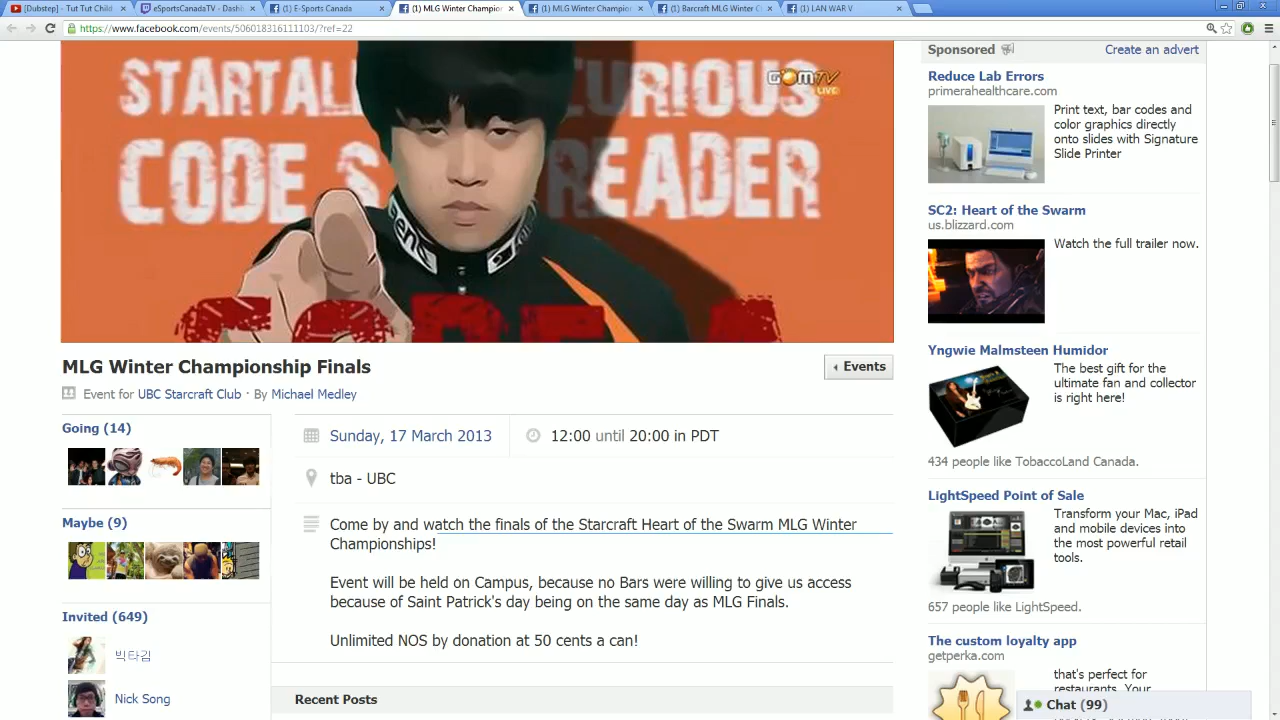 [Dubstep] - Tut Tut Child
eSportsCanadaTV - Dashb
(1) E-Sports Canada
(1) MLG Winter Champion
(1) MLG Winter Champion
(1) Barcraft MLG Winter C
(1) LAN WAR V
https://www.facebook.com/events/506018316111103/?ref=22
GOMTV
LIVE
CODE S
READER
MLG Winter Championship Finals
Events
Event for UBC Starcraft Club · By Michael Medley
Going (14)
Maybe (9)
Invited (649)
빅타김
Nick Song
Sunday, 17 March 2013
12:00 until 20:00 in PDT
tba - UBC
Come by and watch the finals of the Starcraft Heart of the Swarm MLG Winter
Championships!
Event will be held on Campus, because no Bars were willing to give us access
because of Saint Patrick's day being on the same day as MLG Finals.
Unlimited NOS by donation at 50 cents a can!
Recent Posts
Sponsored
Create an advert
Reduce Lab Errors
primerahealthcare.com
Print text, bar codes and
color graphics directly
onto slides with Signature
Slide Printer
SC2: Heart of the Swarm
us.blizzard.com
Watch the full trailer now.
Yngwie Malmsteen Humidor
The best gift for the
ultimate fan and collector
is right here!
434 people like TobaccoLand Canada.
LightSpeed Point of Sale
Transform your Mac, iPad
and mobile devices into
the most powerful retail
tools.
657 people like LightSpeed.
The custom loyalty app
getperka.com
that's perfect for
restaurants. Your
Chat (99)